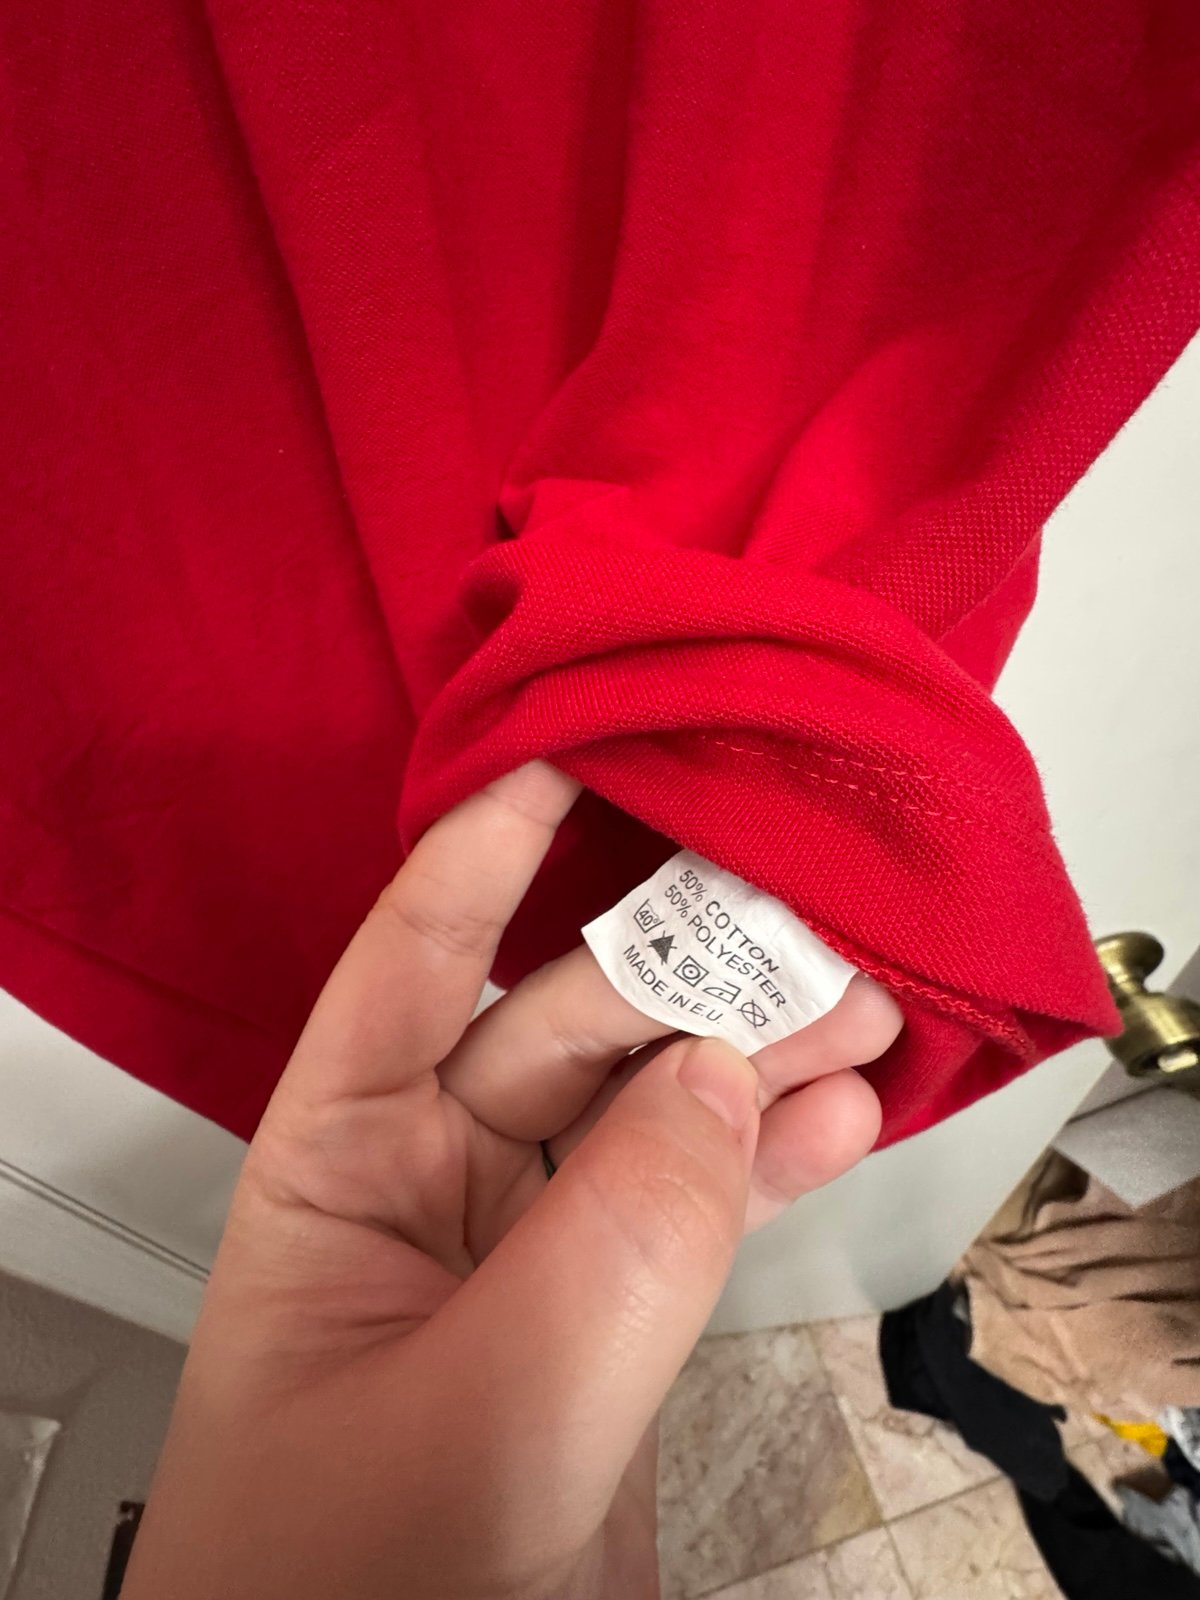 50% COTTON
50% POLYESTER
40°
MADE IN E.U.